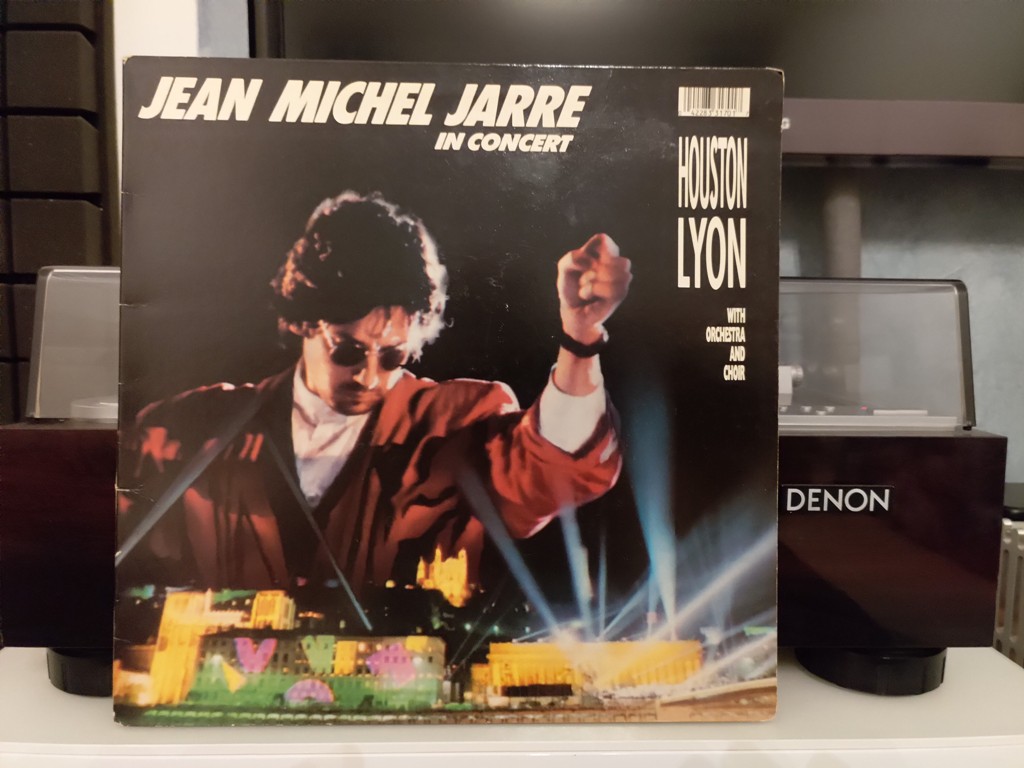 JEAN MICHEL JARRE
IN CONCERT
HOUSTON
LYON
WITH
ORCHESTRA
AND
CHOIR
DENON